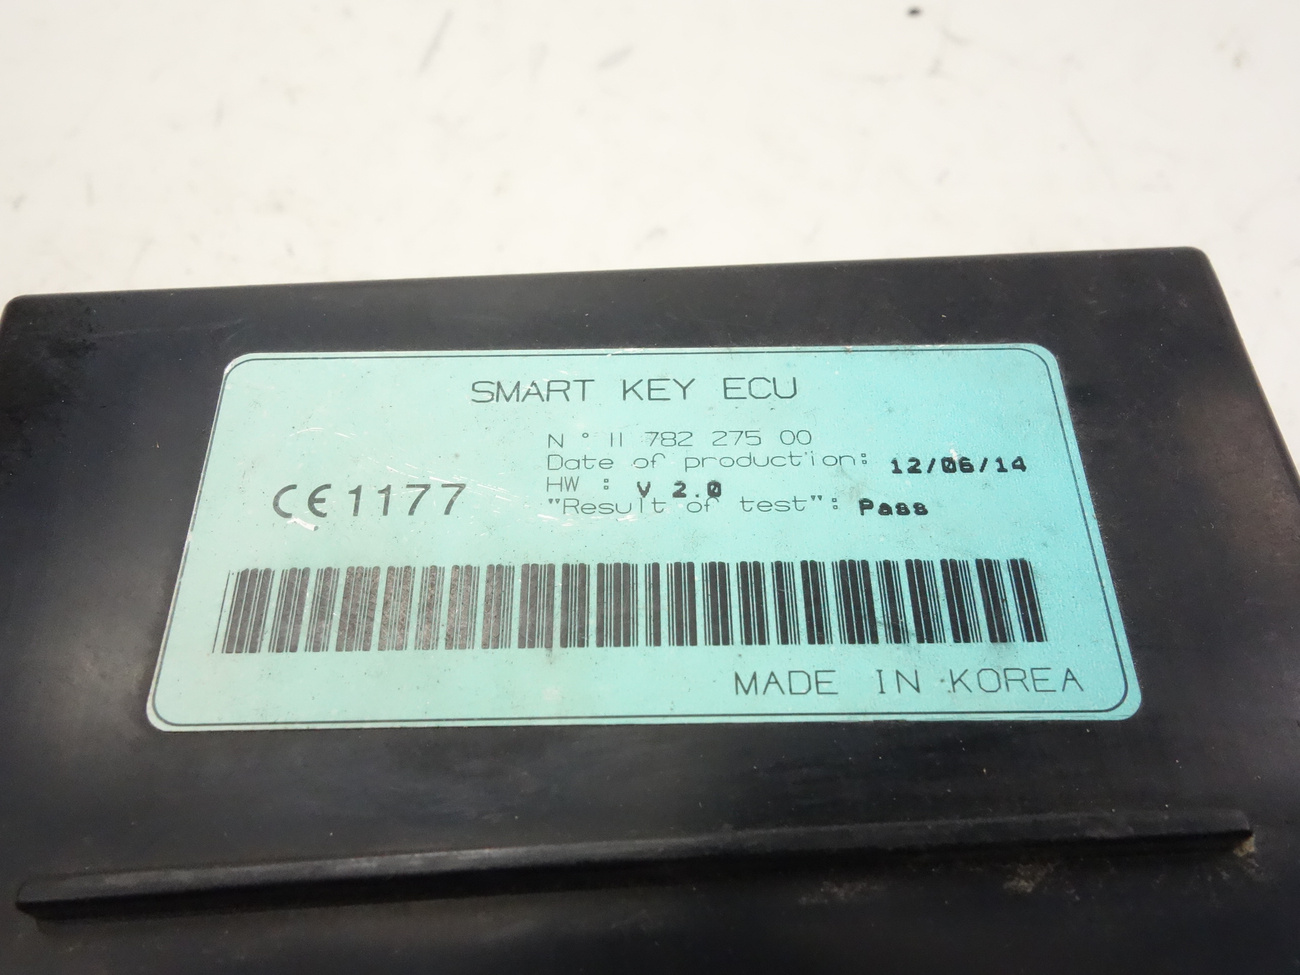 SMART KEY ECU
N° 11 782 275 00
Date of production: 12/06/14
HW : V 2.0
"Result of test": Pass
CE1177
MADE IN KOREA